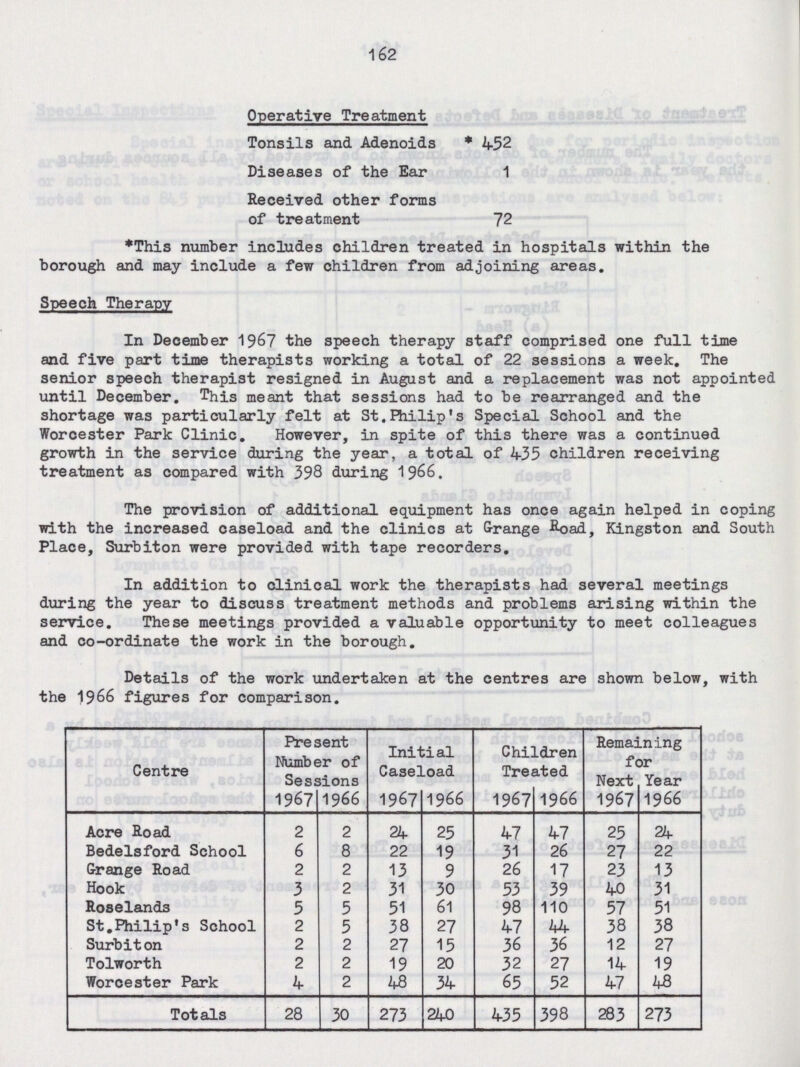 162
Operative Treatment
Tonsils and Adenoids * 452
Diseases of the Ear 1
Received other forms
of treatment 72
*This number includes children treated in hospitals within the
borough and may include a few children from adjoining areas.
Speech Therapy
In December 1967 the speech therapy staff comprised one full time
and five part time therapists working a total of 22 sessions a week. The
senior speech therapist resigned in August and a replacement was not appointed
until December. This meant that sessions had to be rearranged and the
shortage was particularly felt at St.Philip's Special School and the
Worcester Park Clinic. However, in spite of this there was a continued
growth in the service during the year, a total of 435 children receiving
treatment as compared with 398 during 1966.
The provision of additional equipment has once again helped in coping
with the increased caseload and the clinics at Grange Road, Kingston and South
Place, Surbiton were provided with tape recorders.
In addition to clinical work the therapists had several meetings
during the year to discuss treatment methods and problems arising within the
service. These meetings provided a valuable opportunity to meet colleagues
and co-ordinate the work in the borough.
Details of the work undertaken at the centres are shown below, with
the 1966 figures for comparison.
Centre Present Number of Sessions Initial Caseload Children Treated Remaining for Next Year
1967 1966 1967 1966 1967 1966 1967 1966
Acre Road 2 2 24 25 47 47 25 24
Bedelsford School 6 8 22 19 31 26 27 22
Grange Road 2 2 13 9 26 17 23 13
Hook 3 2 31 30 53 39 40 31
Roselands 5 5 51 61 98 110 57 51
St.Philip's School 2 5 38 27 47 44 38 38
Surbiton 2 2 27 15 36 36 12 27
Tolworth 2 2 19 20 32 27 14 19
Worcester Park 4 2 48 34 65 52 47 48
Totals 28 30 273 240 435 398 283 273